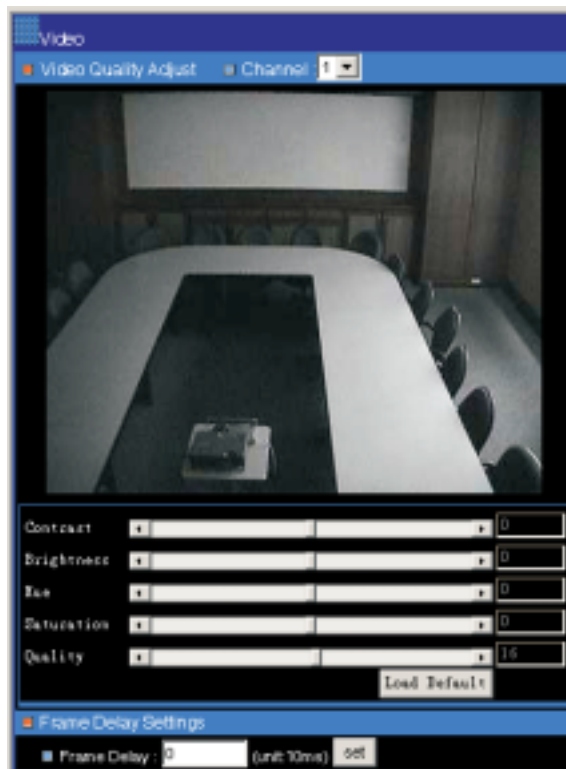 Video
Video Quality Adjust Channel : 1
Contrast 0
Brightness 0
Hue 0
Saturation 0
Quality 16
Load Default
Frame Delay Settings
Frame Delay : 0 (unit:10ms) set